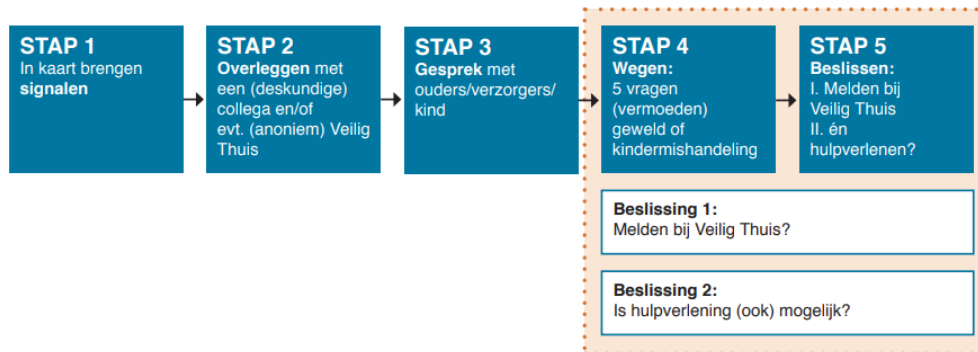 STAP 1
In kaart brengen
signalen
STAP 2
Overleggen met
een (deskundige)
collega en/of
evt. (anoniem) Veilig
Thuis
STAP 3
Gesprek met
ouders/verzorgers/
kind
STAP 4
Wegen:
5 vragen
(vermoeden)
geweld of
kindermishandeling
STAP 5
Beslissen:
I. Melden bij
Veilig Thuis
II. én
hulpverlenen?
Beslissing 1:
Melden bij Veilig Thuis?
Beslissing 2:
Is hulpverlening (ook) mogelijk?